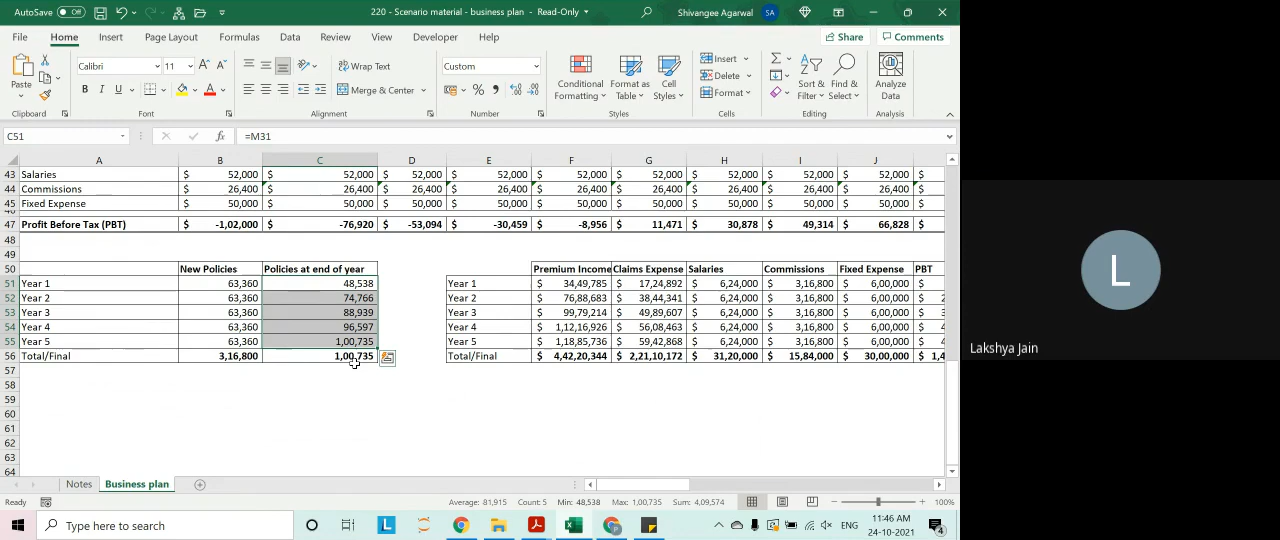 AutoSave Off 220 - Scenario material - business plan - Read-Only Shivangee Agarwal SA
File Home Insert Page Layout Formulas Data Review View Developer Help Share Comments
Calibri 11 Wrap Text Custom Insert
Paste B I U Merge & Center Conditional Formatting Format as Table Cell Styles Delete Sort & Filter Find & Select Analyze Data
Format
Clipboard Font Alignment Number Styles Cells Editing Analysis
C51 =M31
A B C D E F G H I J
43 Salaries $ 52,000 $ 52,000 $ 52,000 $ 52,000 $ 52,000 $ 52,000 $ 52,000 $ 52,000 $ 52,000 $
44 Commissions $ 26,400 $ 26,400 $ 26,400 $ 26,400 $ 26,400 $ 26,400 $ 26,400 $ 26,400 $ 26,400 $
45 Fixed Expense $ 50,000 $ 50,000 $ 50,000 $ 50,000 $ 50,000 $ 50,000 $ 50,000 $ 50,000 $ 50,000 $
47 Profit Before Tax (PBT) $ -1,02,000 $ -76,920 $ -53,094 $ -30,459 $ -8,956 $ 11,471 $ 30,878 $ 49,314 $ 66,828 $
48
49
50 New Policies Policies at end of year Premium Income Claims Expense Salaries Commissions Fixed Expense PBT
51 Year 1 63,360 48,538 Year 1 $ 34,49,785 $ 17,24,892 $ 6,24,000 $ 3,16,800 $ 6,00,000 $
52 Year 2 63,360 74,766 Year 2 $ 76,88,683 $ 38,44,341 $ 6,24,000 $ 3,16,800 $ 6,00,000 $ 2
53 Year 3 63,360 88,939 Year 3 $ 99,79,214 $ 49,89,607 $ 6,24,000 $ 3,16,800 $ 6,00,000 $ 3
54 Year 4 63,360 96,597 Year 4 $ 1,12,16,926 $ 56,08,463 $ 6,24,000 $ 3,16,800 $ 6,00,000 $ 4
55 Year 5 63,360 1,00,735 Year 5 $ 1,18,85,736 $ 59,42,868 $ 6,24,000 $ 3,16,800 $ 6,00,000 $ 4
56 Total/Final 3,16,800 1,00,735 Total/Final $ 4,42,20,344 $ 2,21,10,172 $ 31,20,000 $ 15,84,000 $ 30,00,000 $ 1,4
57
58
59
60
61
62
63
64
Notes Business plan
Ready Average: 81,915 Count: 5 Min: 48,538 Max: 1,00,735 Sum: 4,09,574 100%
Type here to search ENG 11:46 AM
24-10-2021 4
L
Lakshya Jain